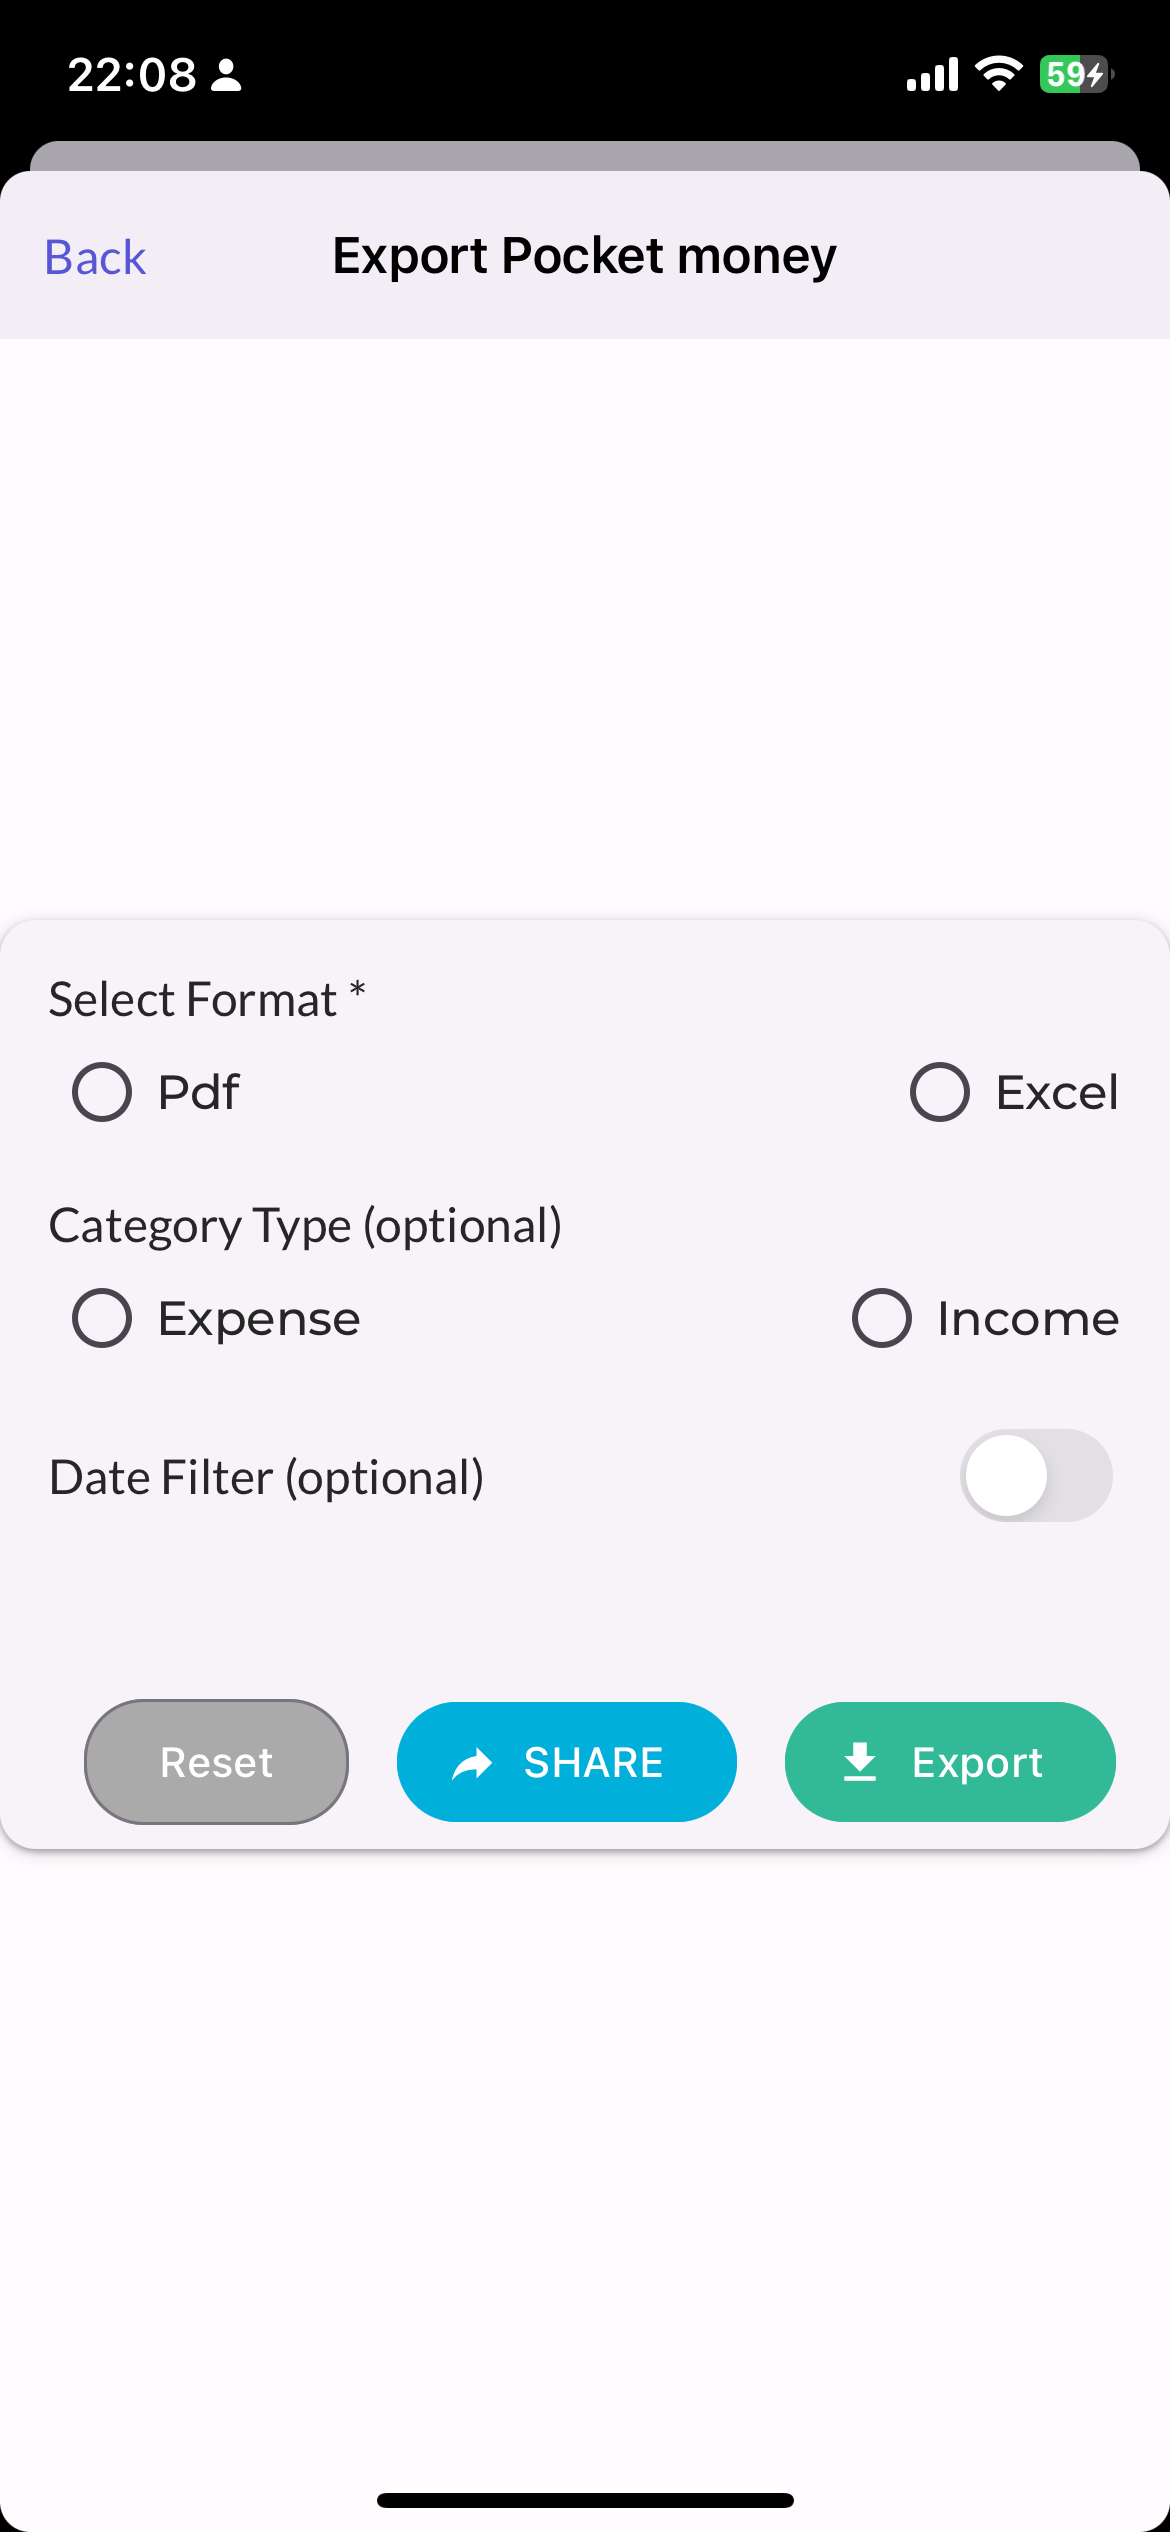 22:08
59
Back
Export Pocket money
Select Format *
Pdf
Excel
Category Type (optional)
Expense
Income
Date Filter (optional)
Reset
SHARE
Export